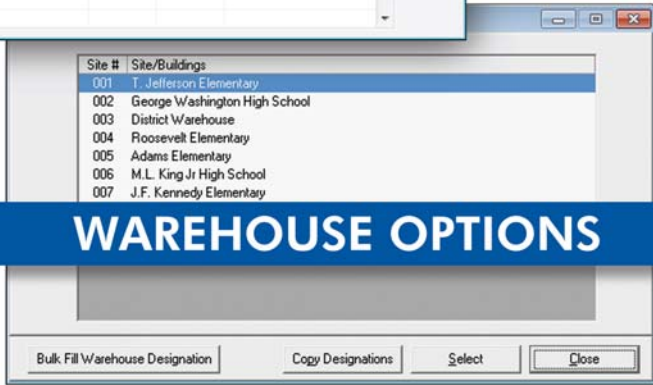 Site # Site/Buildings
001 T. Jefferson Elementary
002 George Washington High School
003 District Warehouse
004 Roosevelt Elementary
005 Adams Elementary
006 M.L. King Jr High School
007 J.F. Kennedy Elementary
WAREHOUSE OPTIONS
Bulk Fill Warehouse Designation Copy Designations Select Close